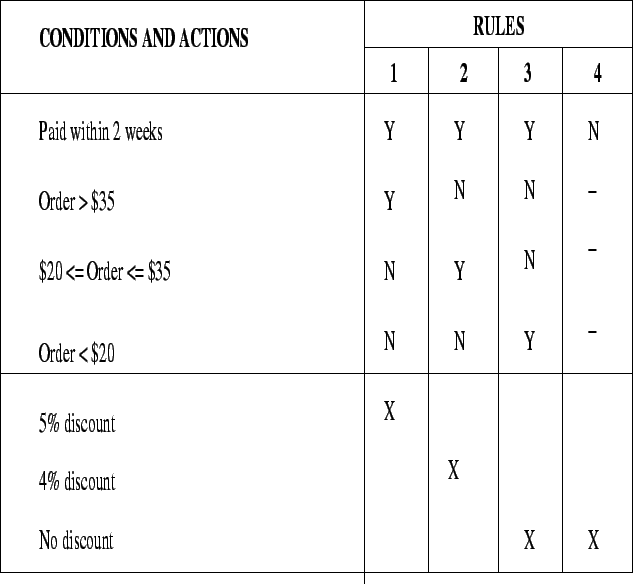 CONDITIONS AND ACTIONS RULES
1 2 3 4
Paid within 2 weeks Y Y Y N
Order > $35 Y N N –
$20 <= Order <= $35 N Y N –
Order < $20 N N Y –
5% discount X
4% discount X
No discount X X